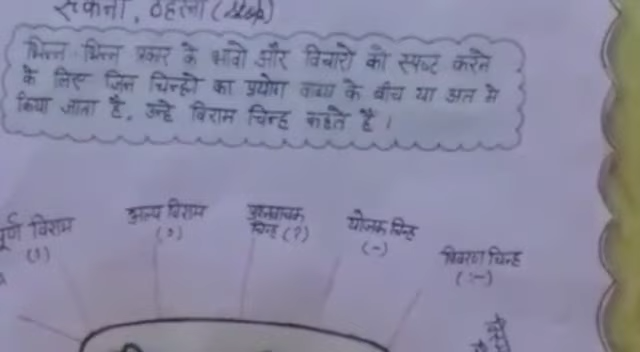 रुकना, ठहरना (stop)
भिन्न-भिन्न प्रकार के भावो और विचारो को स्पष्ट करने
के लिए जिन चिन्हो का प्रयोग वाक्य के बीच या अंत मे
किया जाता है, उन्हे विराम चिन्ह कहते है।
पूर्ण विराम
(।)
अल्प विराम
(,)
प्रश्नवाचक
चिन्ह (?)
योजक चिन्ह
(-)
विवरण चिन्ह
(:-)